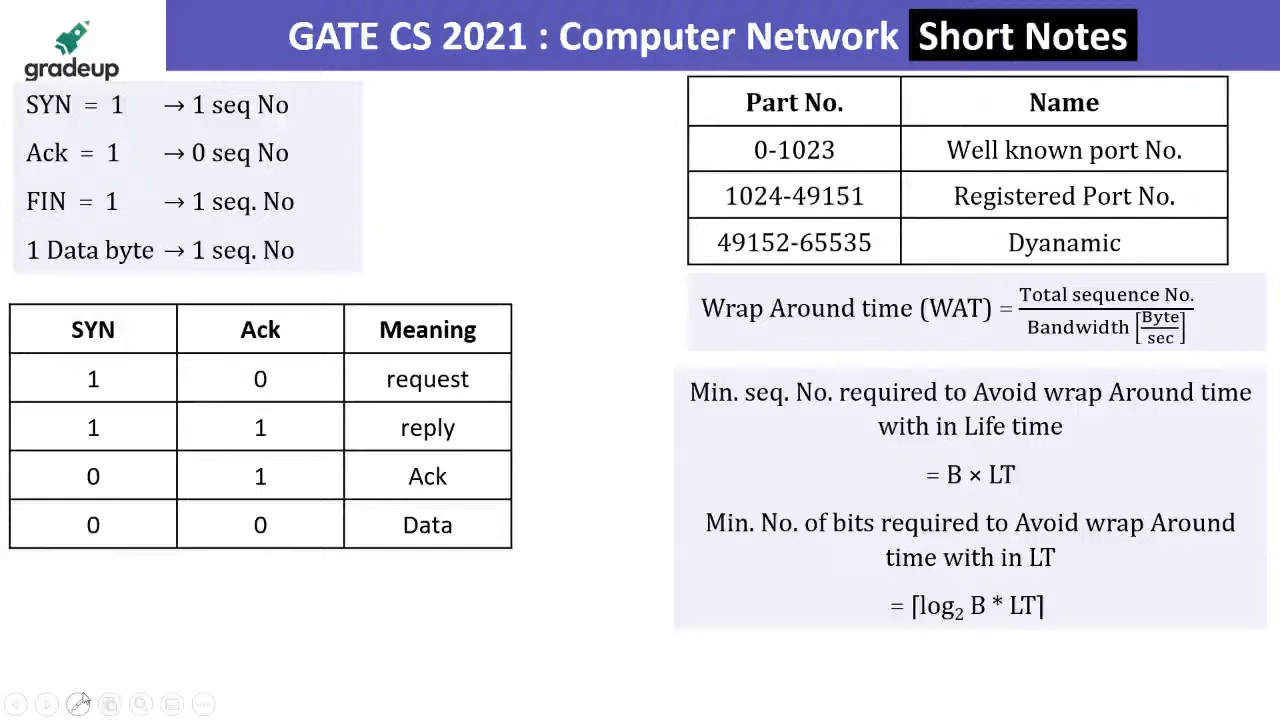 GATE CS 2021 : Computer Network Short Notes
gradeup
SYN = 1 → 1 seq No
Ack = 1 → 0 seq No
FIN = 1 → 1 seq. No
1 Data byte → 1 seq. No
SYN Ack Meaning
1 0 request
1 1 reply
0 1 Ack
0 0 Data
Part No. Name
0-1023 Well known port No.
1024-49151 Registered Port No.
49152-65535 Dyanamic
Wrap Around time (WAT) = Total sequence No. / Bandwidth [Byte/sec]
Min. seq. No. required to Avoid wrap Around time
with in Life time
= B × LT
Min. No. of bits required to Avoid wrap Around
time with in LT
= ⌈log₂ B * LT⌉